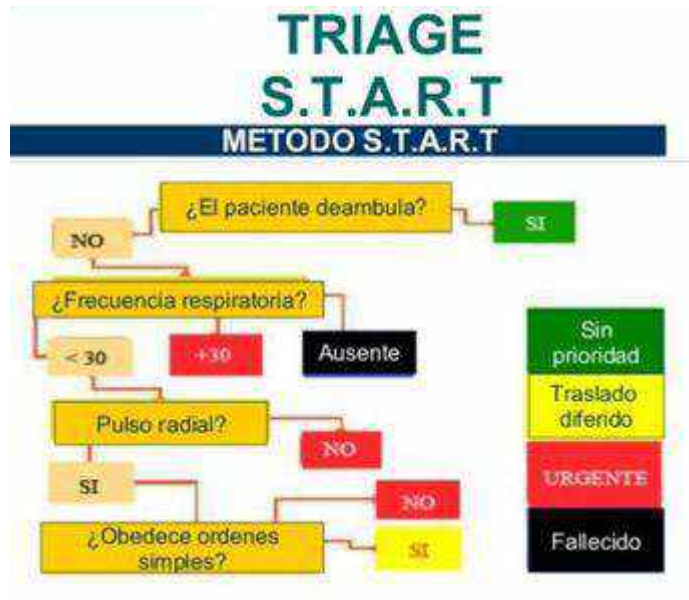 TRIAGE
S.T.A.R.T
METODO S.T.A.R.T
¿El paciente deambula?
SI
NO
¿Frecuencia respiratoria?
< 30
+30
Ausente
Pulso radial?
NO
SI
NO
¿Obedece ordenes
simples?
SI
Sin
prioridad
Traslado
diferido
URGENTE
Fallecido